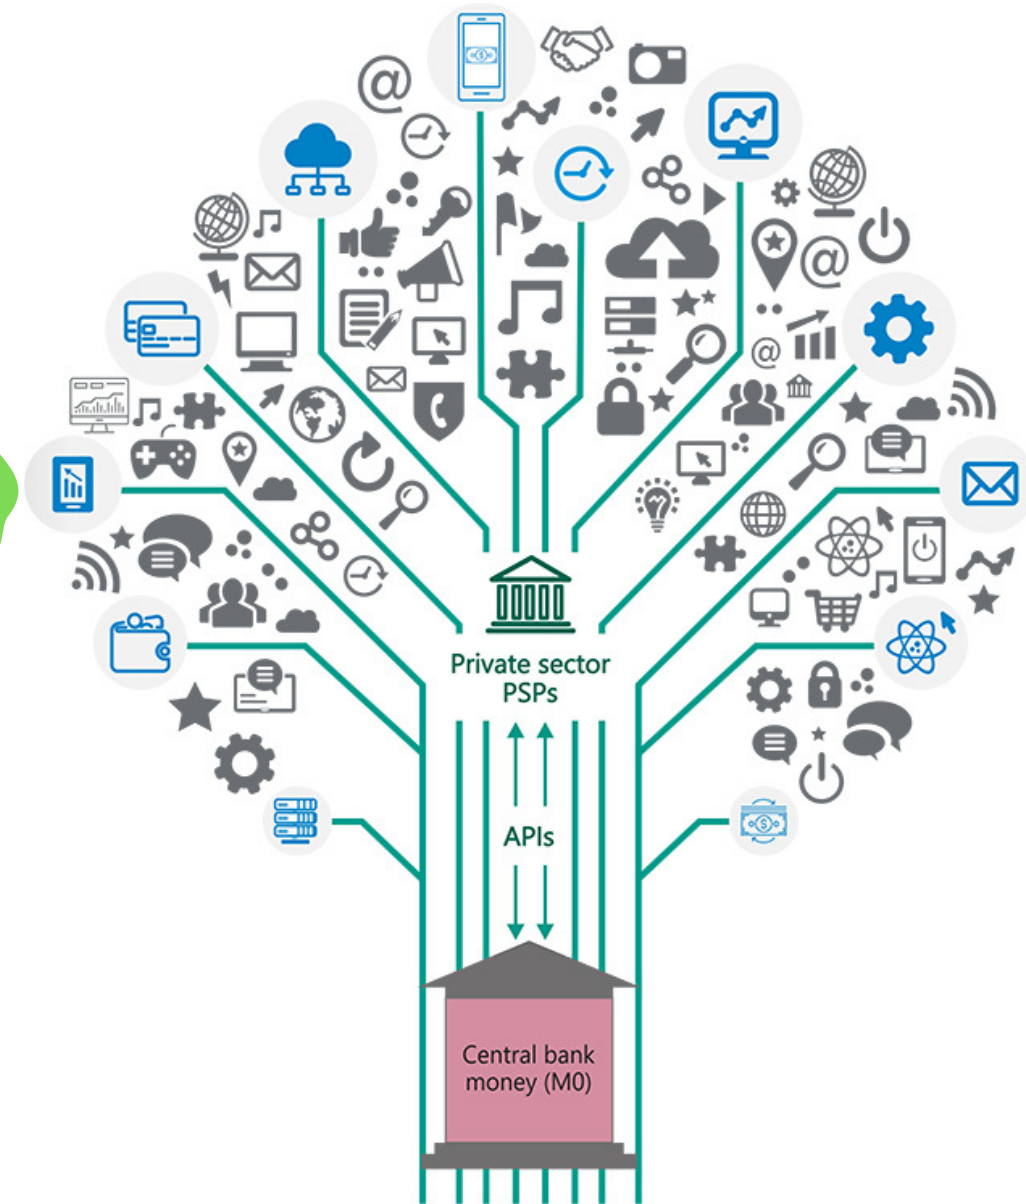 @
@
@
Private sector
PSPs
APIs
Central bank
money (M0)